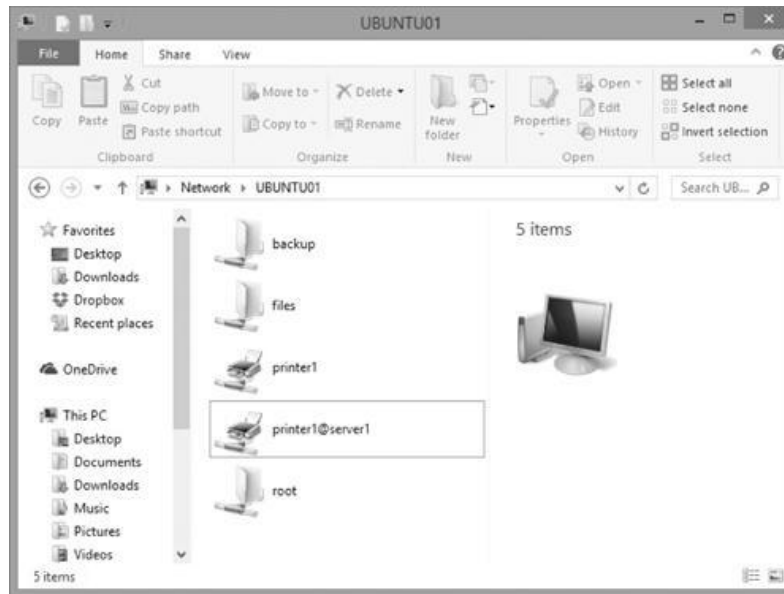 UBUNTU01
File Home Share View
Copy
Paste
Cut
Copy path
Paste shortcut
Clipboard
Move to
Copy to
Delete
Rename
Organize
New folder
New
Properties
Open
Edit
History
Open
Select all
Select none
Invert selection
Select
Network UBUNTU01
Search UB...
Favorites
Desktop
Downloads
Dropbox
Recent places
OneDrive
This PC
Desktop
Documents
Downloads
Music
Pictures
Videos
backup
files
printer1
printer1@server1
root
5 items
5 items